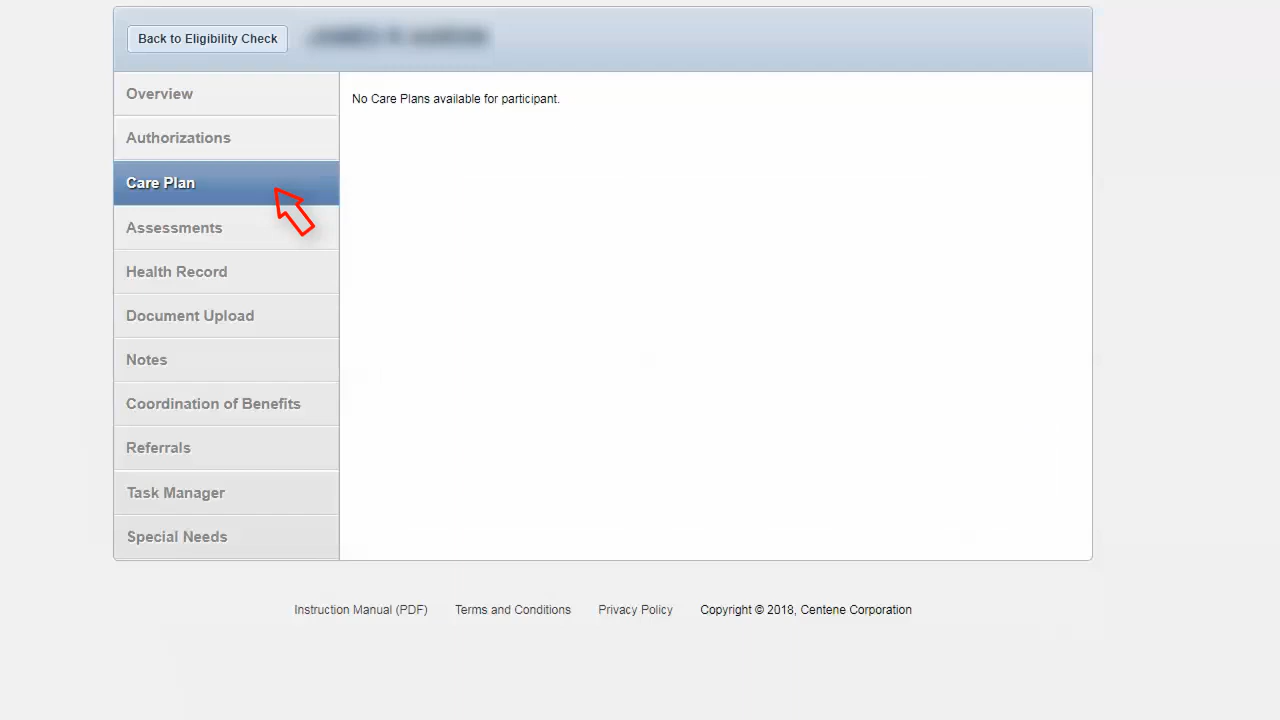 Back to Eligibility Check
Overview
No Care Plans available for participant.
Authorizations
Care Plan
Assessments
Health Record
Document Upload
Notes
Coordination of Benefits
Referrals
Task Manager
Special Needs
Instruction Manual (PDF) Terms and Conditions Privacy Policy Copyright © 2018, Centene Corporation